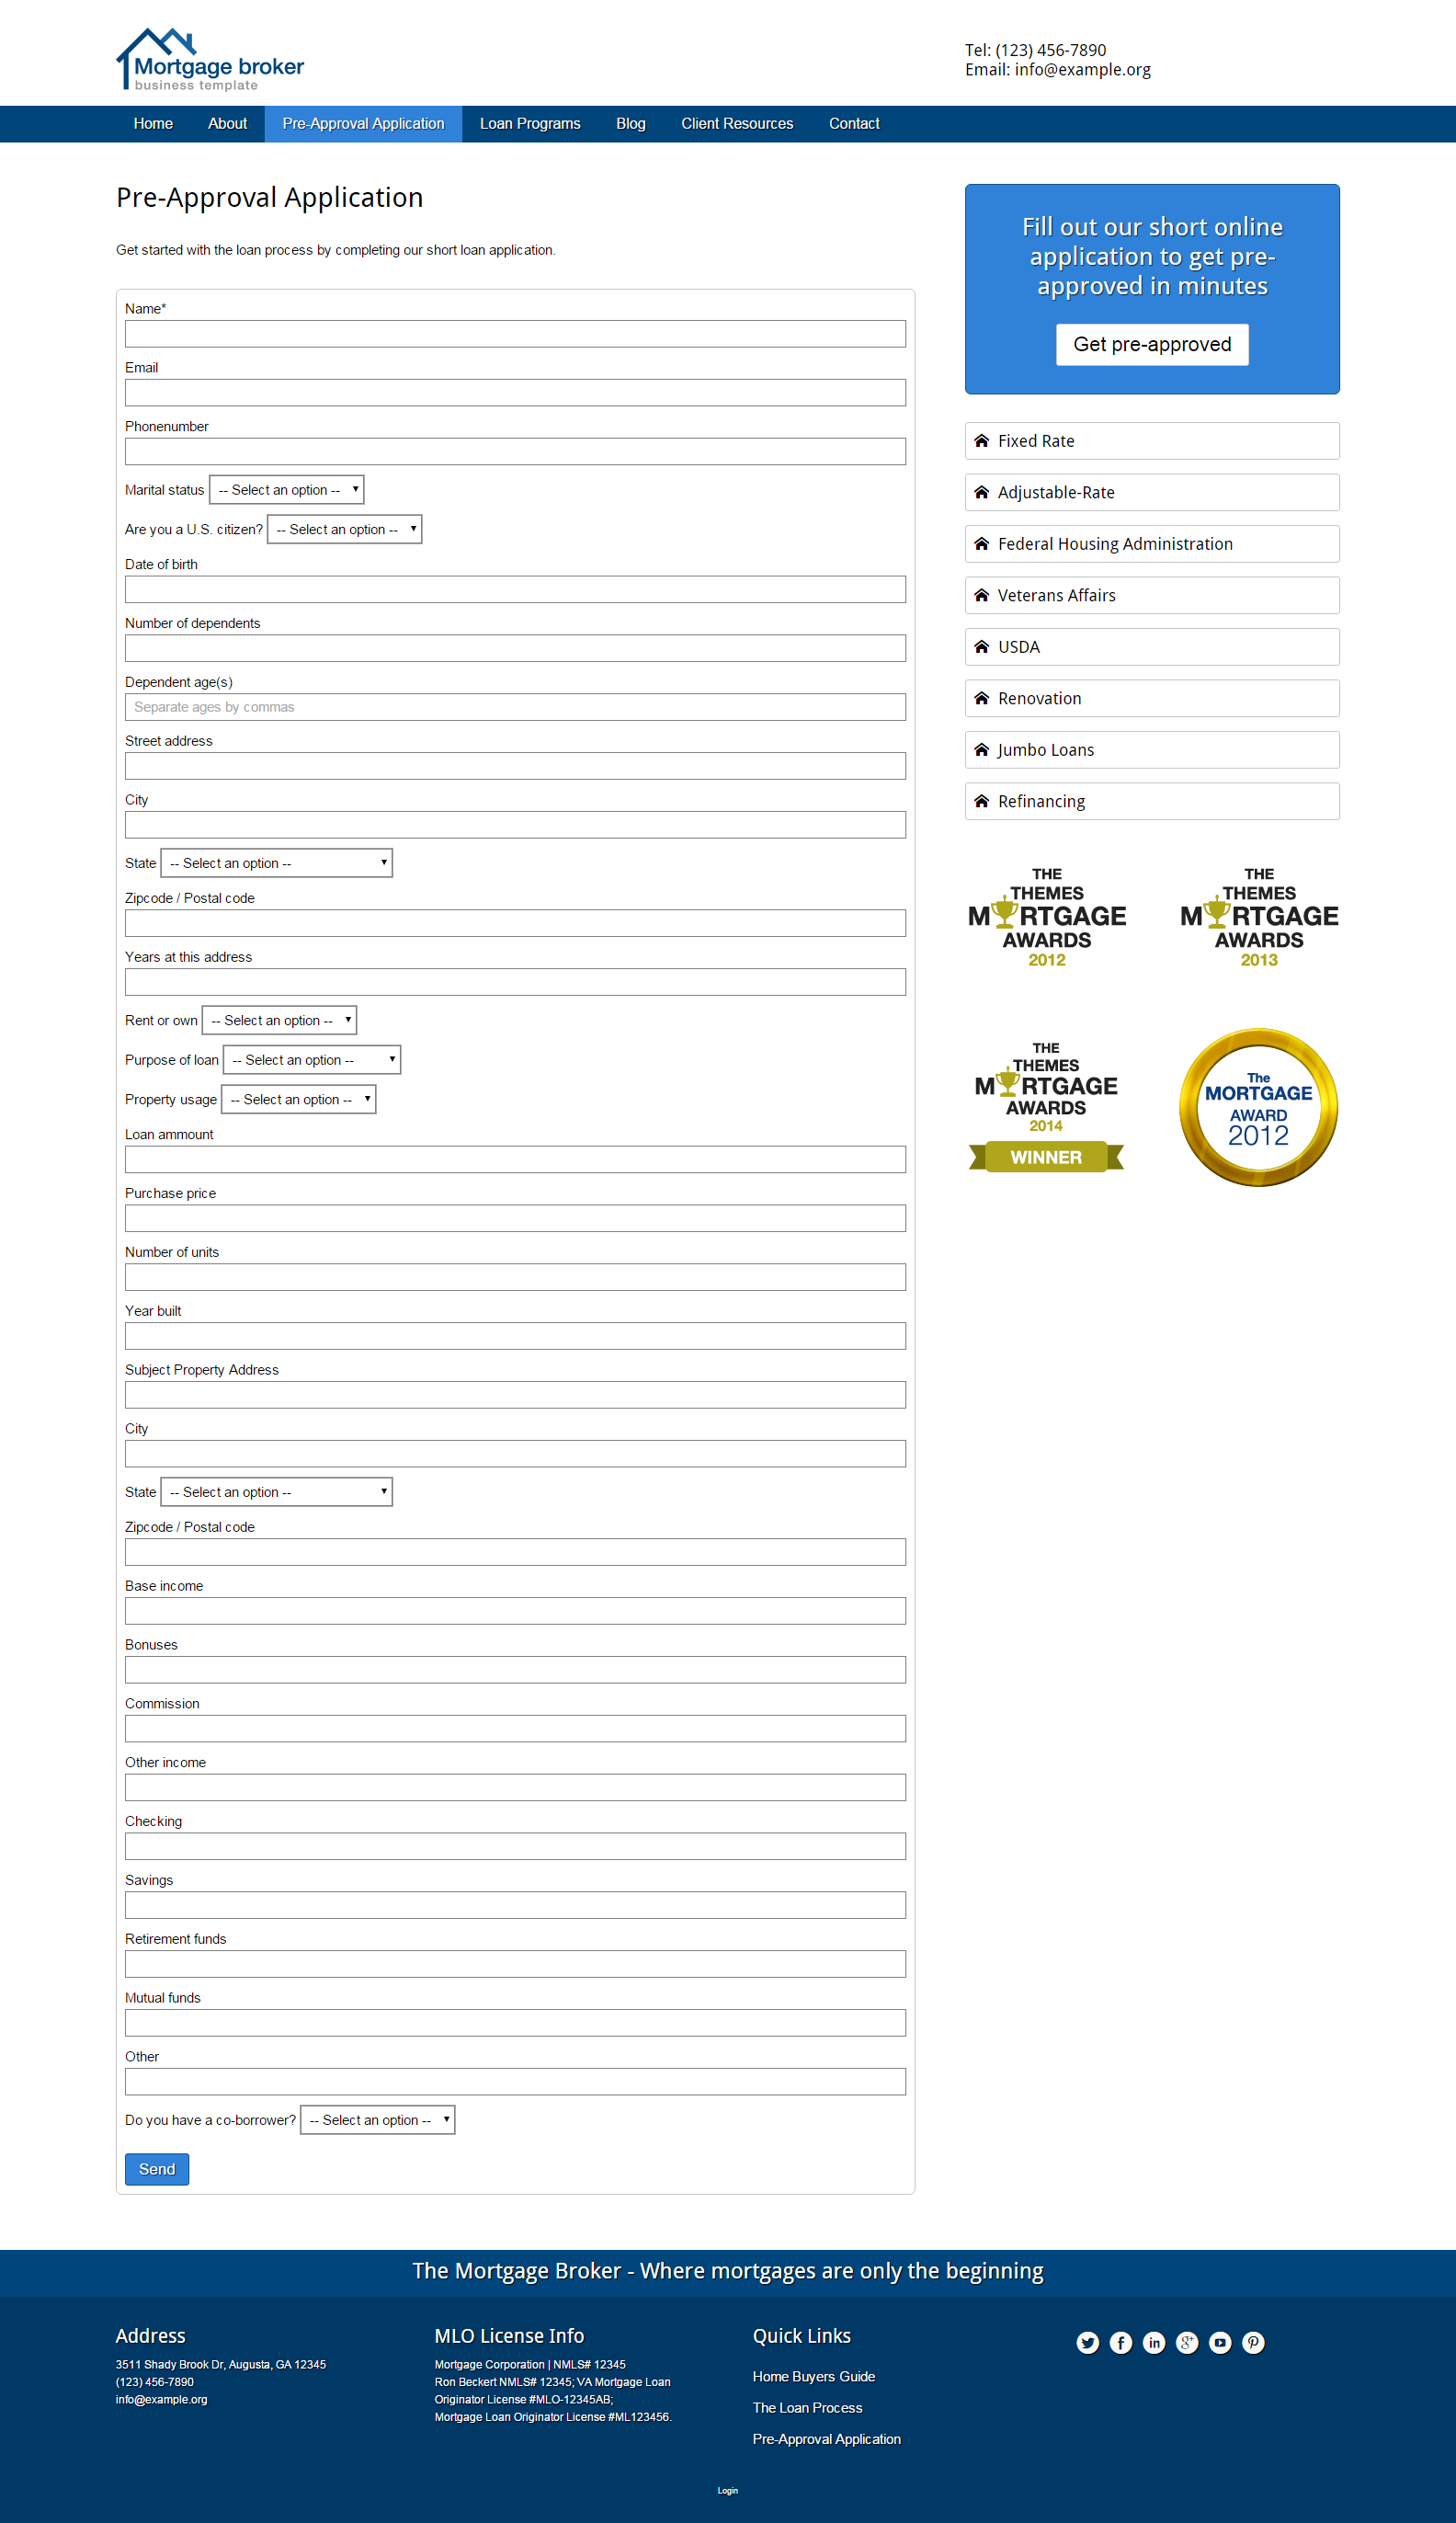 Mortgage broker
business template
Tel: (123) 456-7890
Email: info@example.org
Home About Pre-Approval Application Loan Programs Blog Client Resources Contact
Pre-Approval Application
Get started with the loan process by completing our short loan application.
Name*
Email
Phonenumber
Marital status -- Select an option --
Are you a U.S. citizen? -- Select an option --
Date of birth
Number of dependents
Dependent age(s)
Separate ages by commas
Street address
City
State -- Select an option --
Zipcode / Postal code
Years at this address
Rent or own -- Select an option --
Purpose of loan -- Select an option --
Property usage -- Select an option --
Loan ammount
Purchase price
Number of units
Year built
Subject Property Address
City
State -- Select an option --
Zipcode / Postal code
Base income
Bonuses
Commission
Other income
Checking
Savings
Retirement funds
Mutual funds
Other
Do you have a co-borrower? -- Select an option --
Send
Fill out our short online
application to get pre-
approved in minutes
Get pre-approved
Fixed Rate
Adjustable-Rate
Federal Housing Administration
Veterans Affairs
USDA
Renovation
Jumbo Loans
Refinancing
THE
THEMES
MORTGAGE
AWARDS
2012
THE
THEMES
MORTGAGE
AWARDS
2013
THE
THEMES
MORTGAGE
AWARDS
2014
WINNER
The
MORTGAGE
AWARD
2012
The Mortgage Broker - Where mortgages are only the beginning
Address
3511 Shady Brook Dr, Augusta, GA 12345
(123) 456-7890
info@example.org
MLO License Info
Mortgage Corporation | NMLS# 12345
Ron Beckert NMLS# 12345; VA Mortgage Loan
Originator License #MLO-12345AB;
Mortgage Loan Originator License #ML123456.
Quick Links
Home Buyers Guide
The Loan Process
Pre-Approval Application
Login